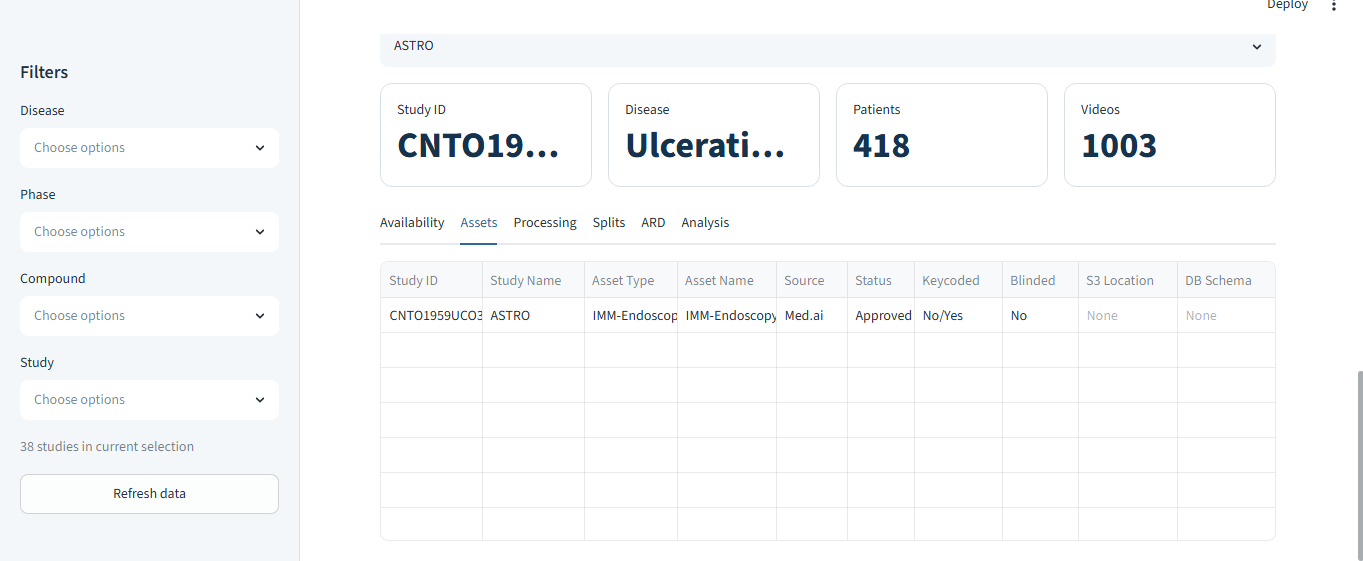 Deploy
Filters
Disease
Choose options
Phase
Choose options
Compound
Choose options
Study
Choose options
38 studies in current selection
Refresh data
ASTRO
Study ID
CNTO19...
Disease
Ulcerati...
Patients
418
Videos
1003
Availability Assets Processing Splits ARD Analysis
Study ID Study Name Asset Type Asset Name Source Status Keycoded Blinded S3 Location DB Schema
CNTO1959UCO3 ASTRO IMM-Endoscop IMM-Endoscopy Med.ai Approved No/Yes No None None